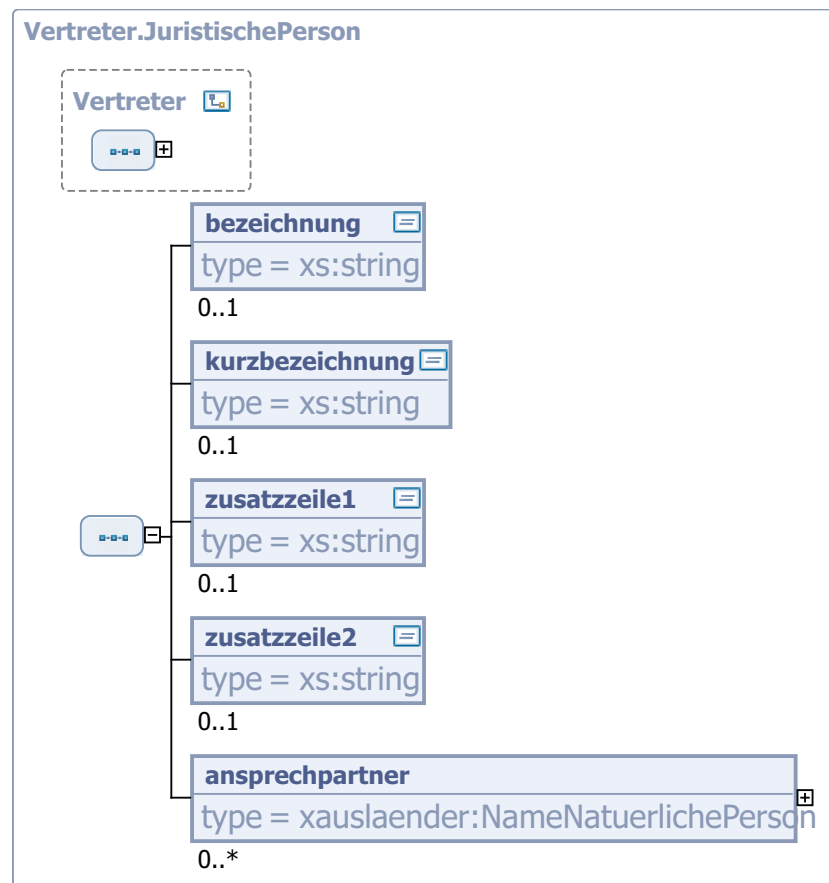 Vertreter.JuristischePerson
Vertreter
bezeichnung
type = xs:string
0..1
kurzbezeichnung
type = xs:string
0..1
zusatzzeile1
type = xs:string
0..1
zusatzzeile2
type = xs:string
0..1
ansprechpartner
type = xauslaender:NameNatuerlichePerson
0..*